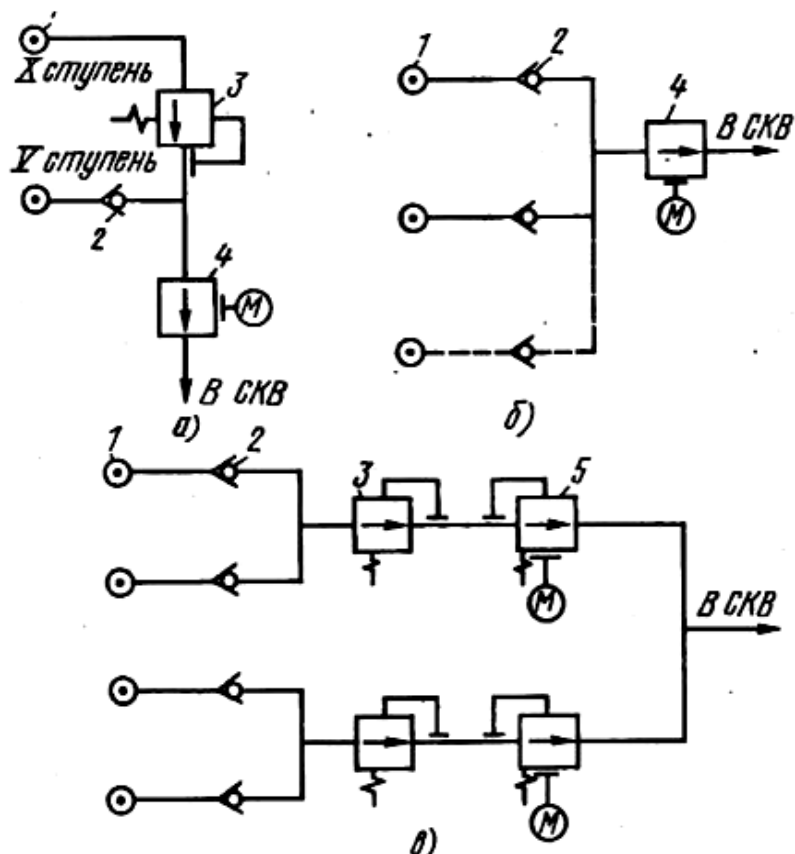 1 2
X ступень
3
4
В СКВ
V ступень
2
4
М
М
В СКВ
а)
б)
1 2 3 5
М
В СКВ
М
в)